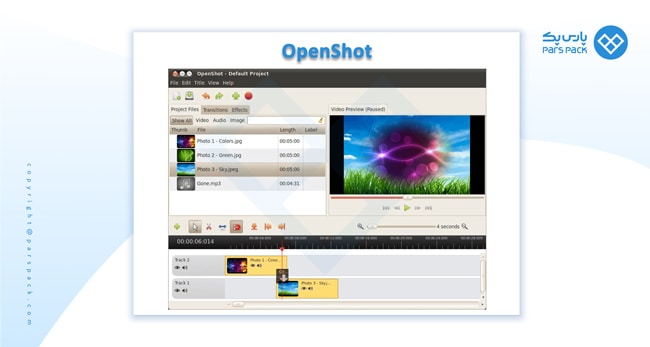 OpenShot
پارس پک
PARS PACK
OpenShot - Default Project
File Edit Title View Help
Project Files Transitions Effects
Show All Video Audio Image
Thumb File Length Label
Photo 1 - Colors.jpg 00:05:00
Photo 2 - Green.jpg 00:05:00
Photo 3 - Sky.jpeg 00:05:00
Gone.mp3 00:04:31
Video Preview (Paused)
4 seconds
00:00:06:014
Track 2
Photo 1 - Colo...
Track 1
Photo 3 - Sky.j...
copyright@parspack.com